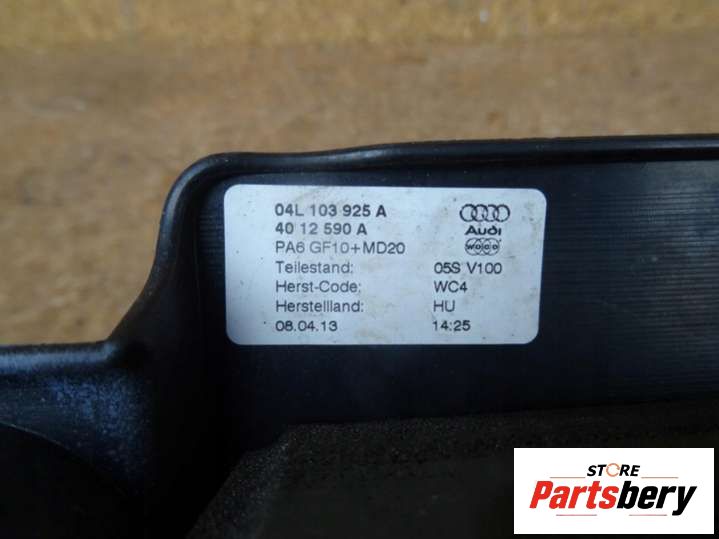 04L 103 925 A
40 12 590 A
Audi
PA6 GF10+MD20
Teilestand: 05S V100
Herst-Code: WC4
Herstellland: HU
08.04.13 14:25
STORE
Partsbery